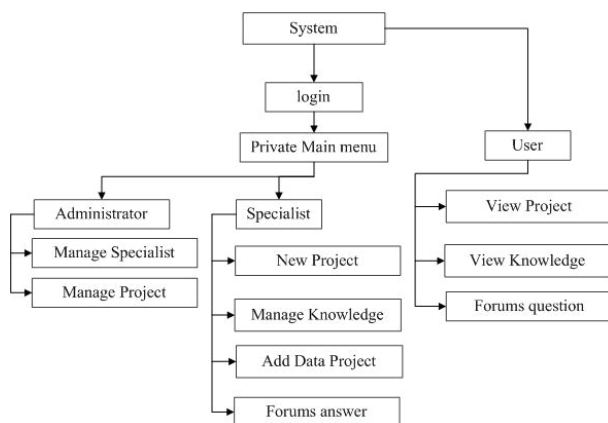 System
login
Private Main menu
User
Administrator
Manage Specialist
Manage Project
Specialist
New Project
Manage Knowledge
Add Data Project
Forums answer
View Project
View Knowledge
Forums question